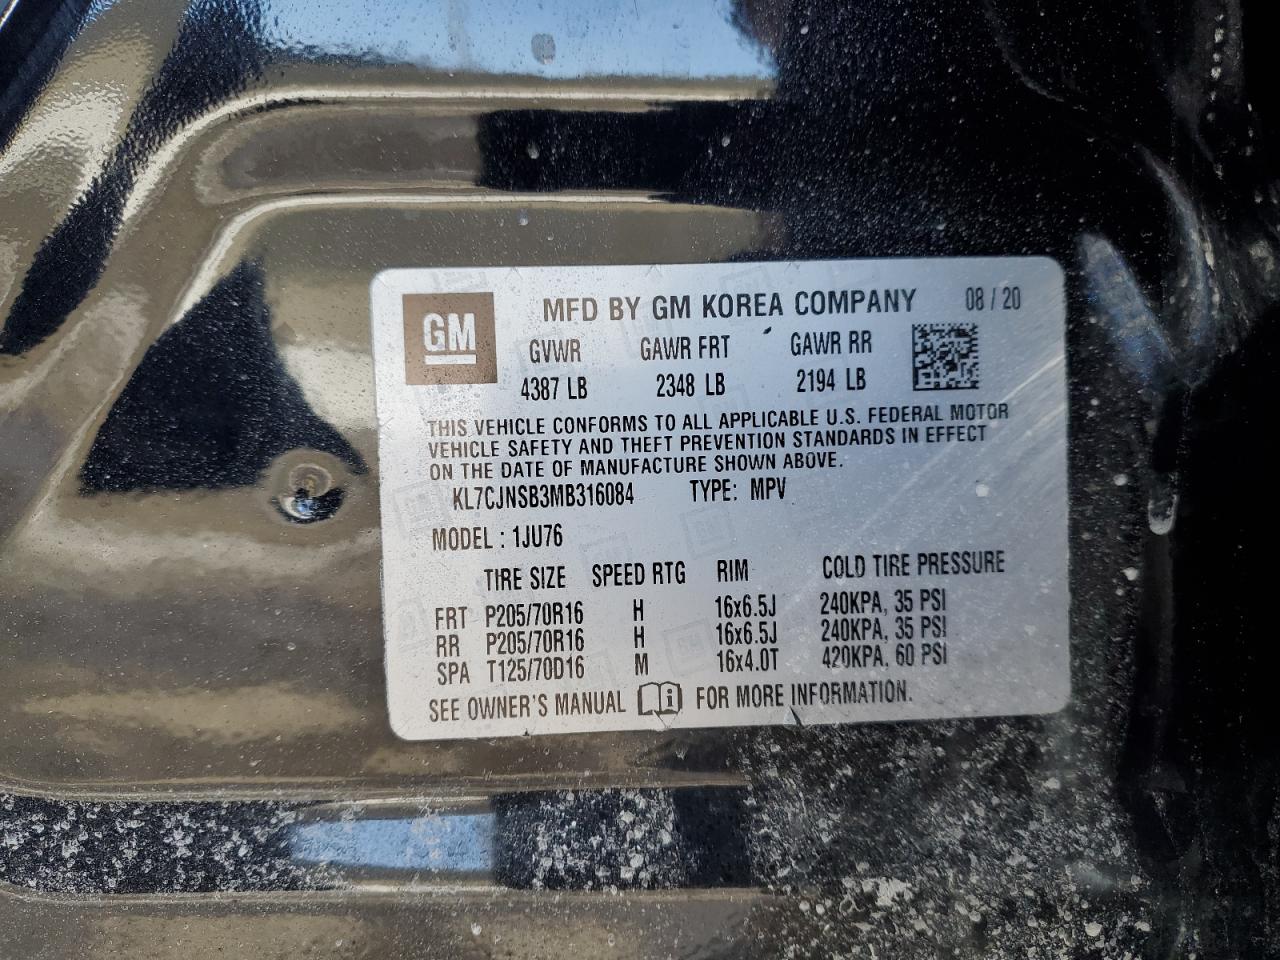 GM
MFD BY GM KOREA COMPANY 08/20
GVWR GAWR FRT GAWR RR
4387 LB 2348 LB 2194 LB
THIS VEHICLE CONFORMS TO ALL APPLICABLE U.S. FEDERAL MOTOR
VEHICLE SAFETY AND THEFT PREVENTION STANDARDS IN EFFECT
ON THE DATE OF MANUFACTURE SHOWN ABOVE.
KL7CJNSB3MB316084 TYPE: MPV
MODEL : 1JU76
TIRE SIZE SPEED RTG RIM COLD TIRE PRESSURE
FRT P205/70R16 H 16x6.5J 240KPA, 35 PSI
RR P205/70R16 H 16x6.5J 240KPA, 35 PSI
SPA T125/70D16 M 16x4.0T 420KPA, 60 PSI
SEE OWNER'S MANUAL i FOR MORE INFORMATION.